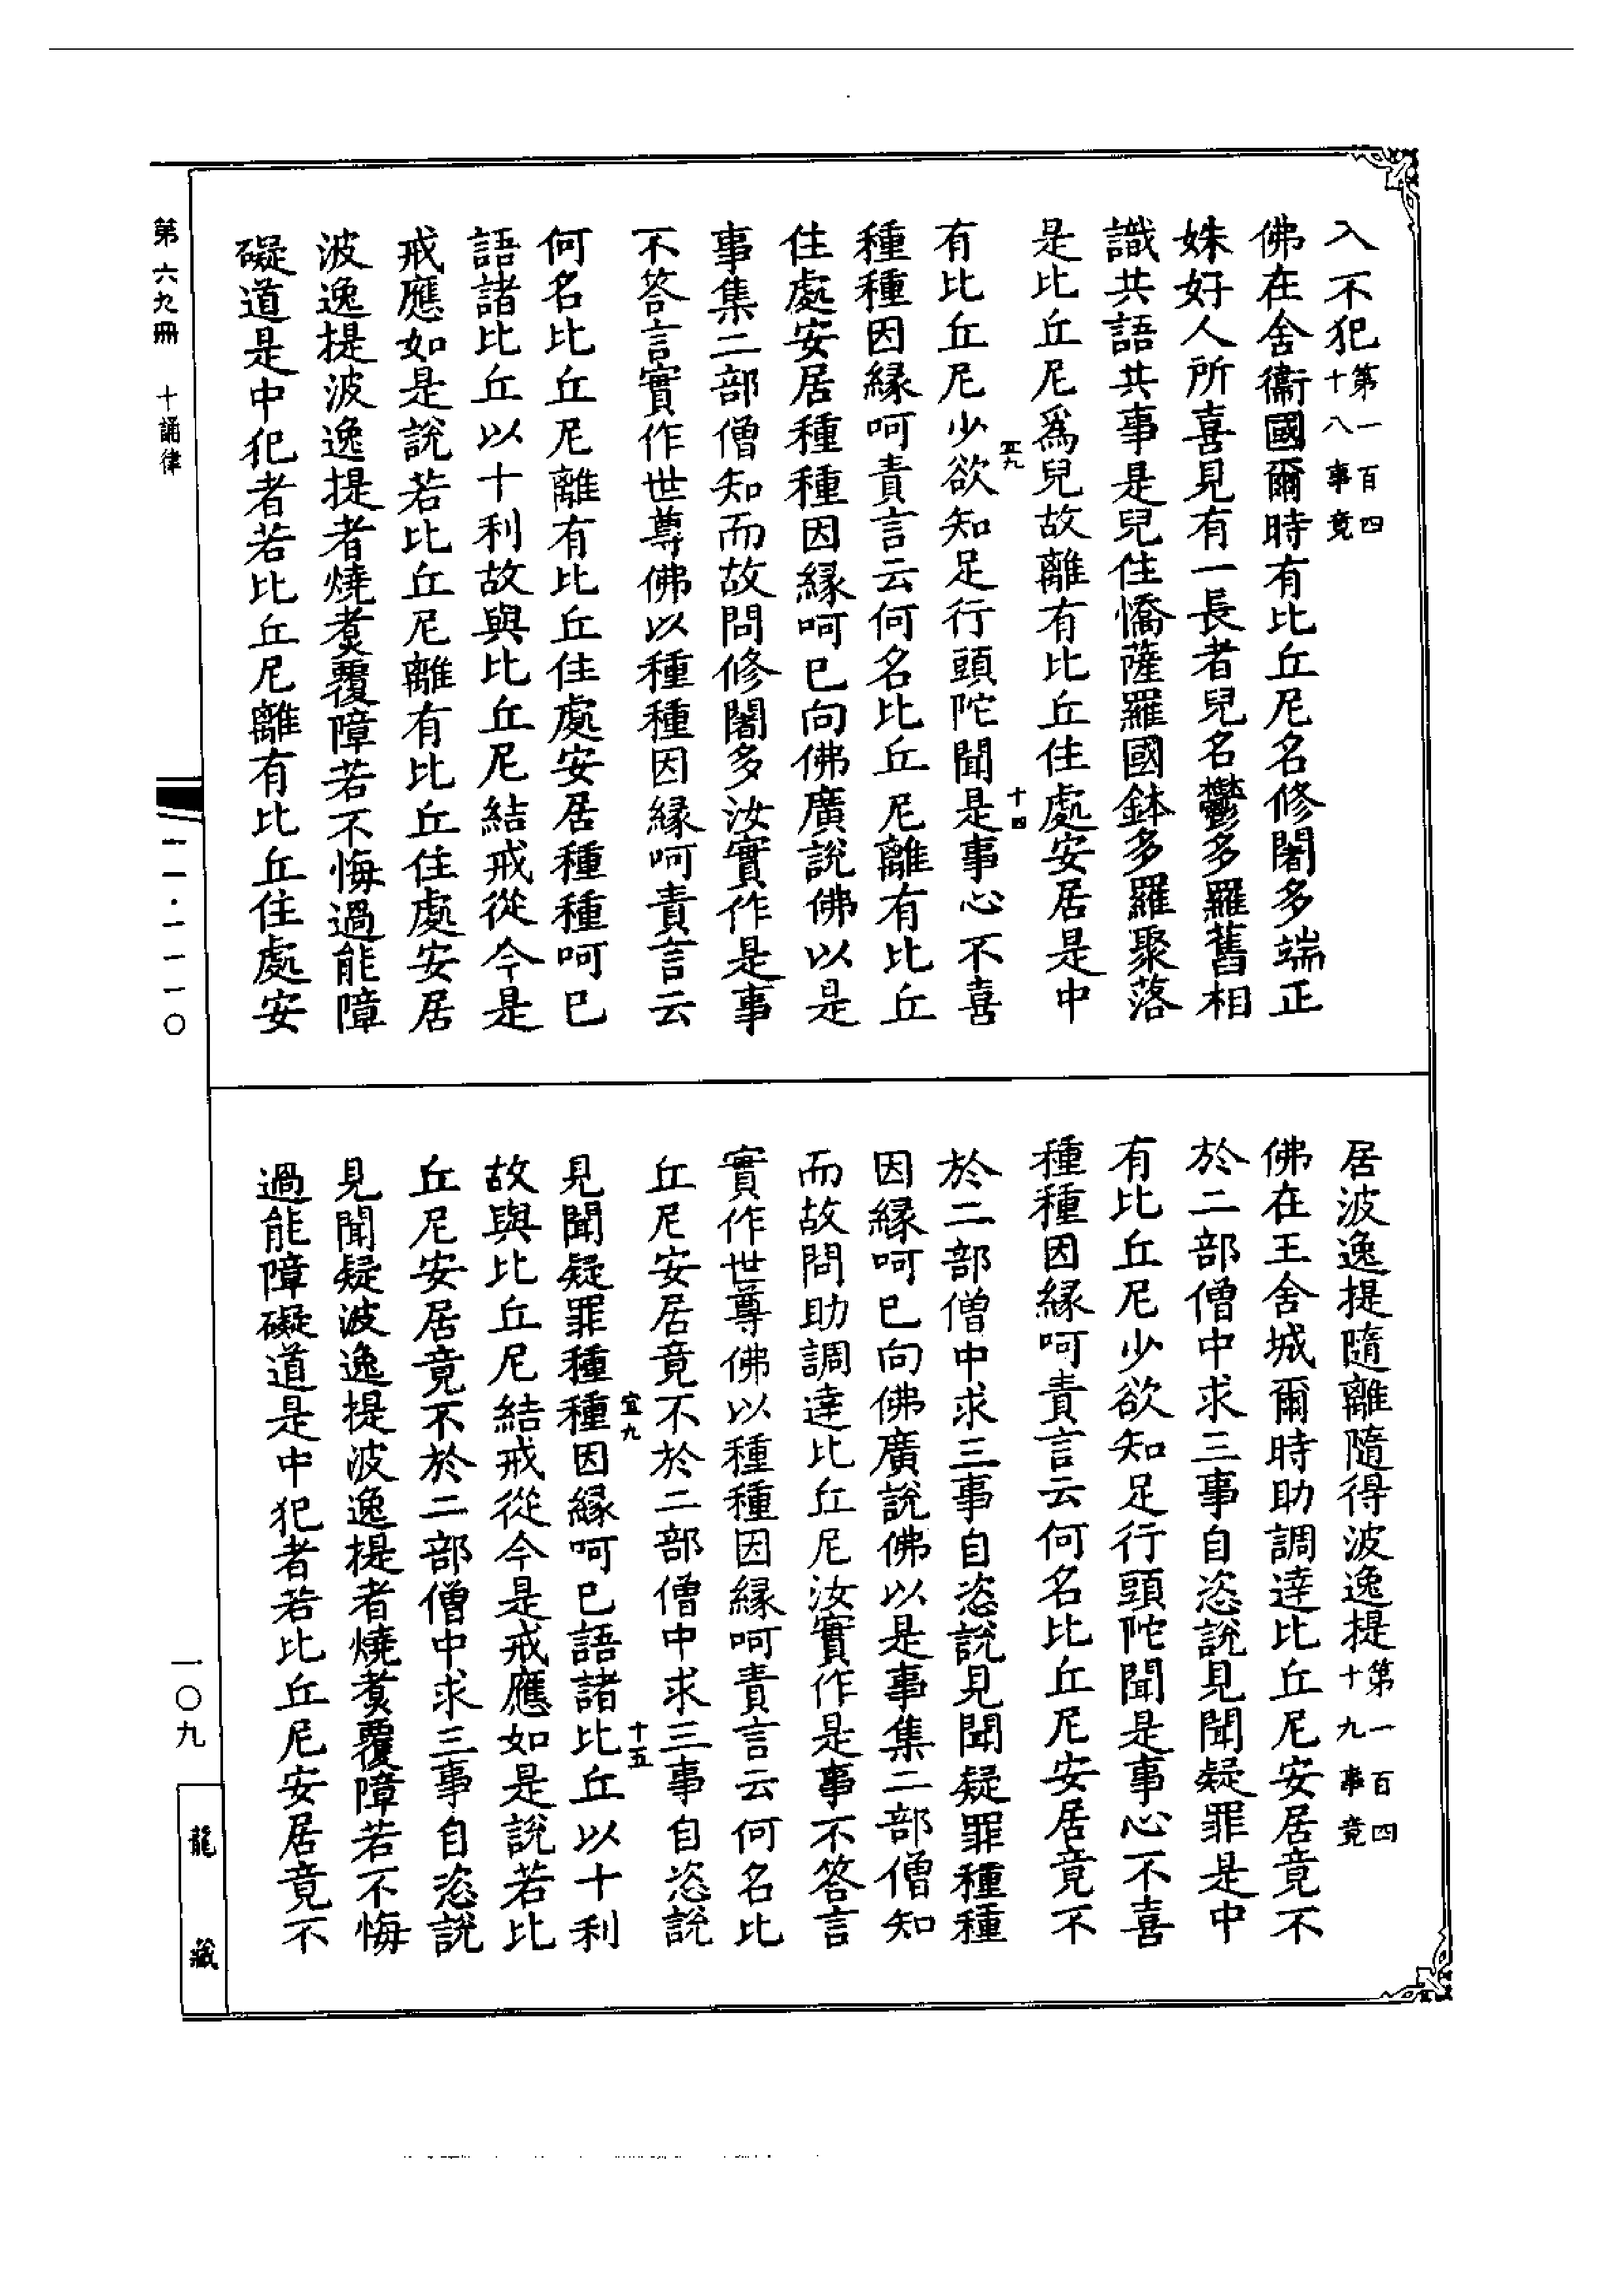 入不犯第一百四十八事竟
佛在舍衞國爾時有比丘尼名修闍多端正
姝好人所喜見有一長者兒名鬱多羅舊相
識共語共事是兒住憍薩羅國鉢多羅聚落
是比丘尼爲兒故離有比丘住處安居是中
宜九
十四
有比丘尼少欲知足行頭陀聞是事心不喜
種種因緣呵責言云何名比丘尼離有比丘
住處安居種種因緣呵已向佛廣說佛以是
事集二部僧知而故問修闍多汝實作是事
不答言實作世尊佛以種種因緣呵責言云
何名比丘尼離有比丘住處安居種種呵已
語諸比丘以十利故與比丘尼結戒從今是
戒應如是說若比丘尼離有比丘住處安居
波逸提波逸提者燒煑覆障若不悔過能障
礙道是中犯者若比丘尼離有比丘住處安
居波逸提隨離隨得波逸提第一百四十九事竟
佛在王舍城爾時助調達比丘尼安居竟不
於二部僧中求三事自恣說見聞疑罪是中
有比丘尼少欲知足行頭陀聞是事心不喜
種種因緣呵責言云何名比丘尼安居竟不
於二部僧中求三事自恣說見聞疑罪種種
因緣呵已向佛廣說佛以是事集二部僧知
而故問助調達比丘尼汝實作是事不答言
實作世尊佛以種種因緣呵責言云何名比
丘尼安居竟不於二部僧中求三事自恣說
宜九
十五
見聞疑罪種種因緣呵已語諸比丘以十利
故與比丘尼結戒從今是戒應如是說若比
丘尼安居竟不於二部僧中求三事自恣說
見聞疑波逸提波逸提者燒煑覆障若不悔
過能障礙道是中犯者若比丘尼安居竟不
第六九冊 十誦律
一一·一一一〇
一〇九
龍藏